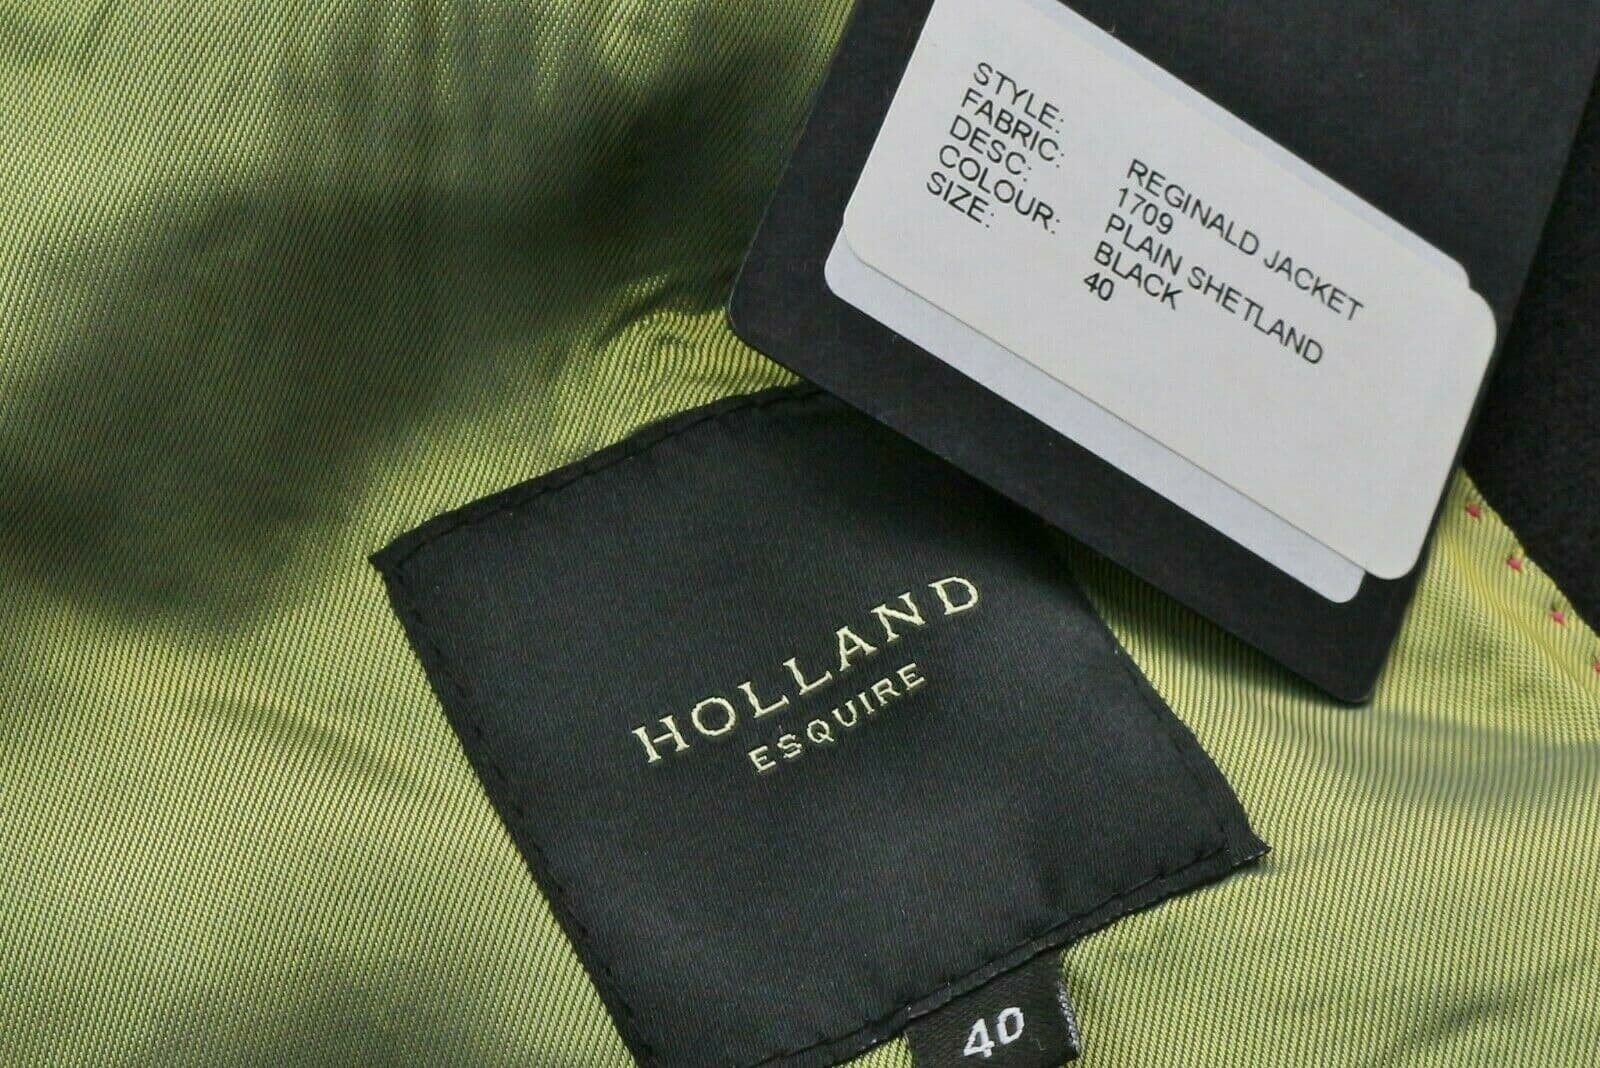 STYLE: REGINALD JACKET
FABRIC: 1709
DESC: PLAIN SHETLAND
COLOUR: BLACK
SIZE: 40
HOLLAND
ESQUIRE
40